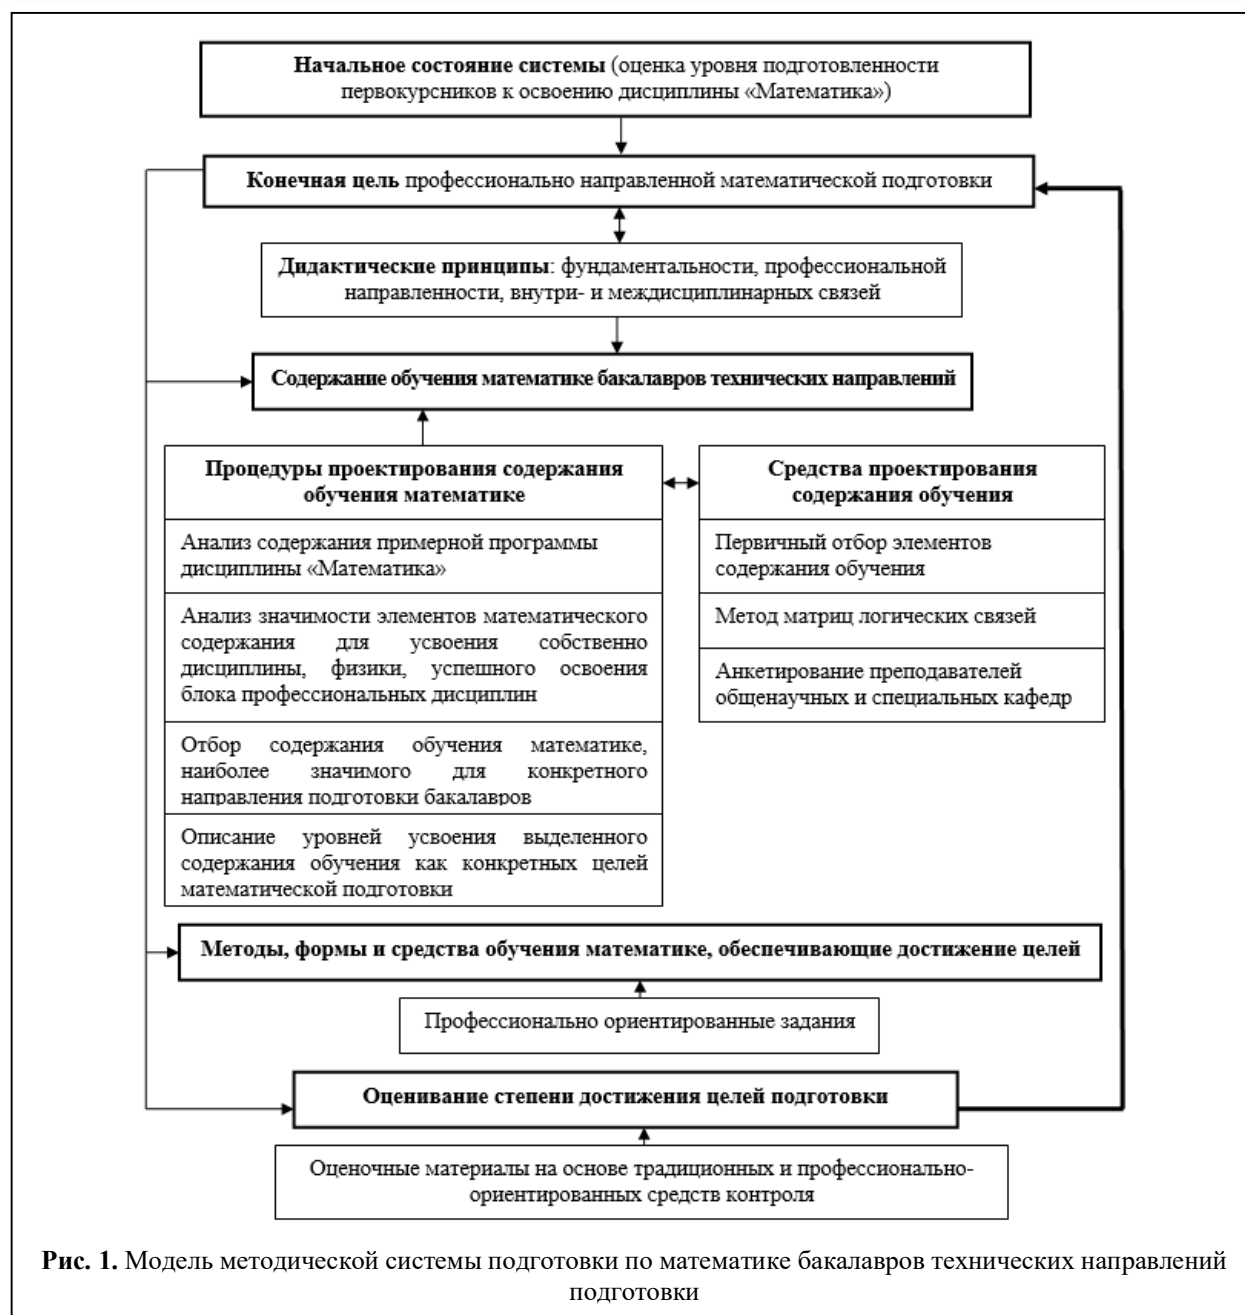 Начальное состояние системы (оценка уровня подготовленности
первокурсников к освоению дисциплины «Математика»)
Конечная цель профессионально направленной математической подготовки
Дидактические принципы: фундаментальности, профессиональной
направленности, внутри- и междисциплинарных связей
Содержание обучения математике бакалавров технических направлений
Процедуры проектирования содержания
обучения математике
Анализ содержания примерной программы
дисциплины «Математика»
Анализ значимости элементов математического
содержания для усвоения собственно
дисциплины, физики, успешного освоения
блока профессиональных дисциплин
Отбор содержания обучения математике,
наиболее значимого для конкретного
направления подготовки бакалавров
Описание уровней усвоения выделенного
содержания обучения как конкретных целей
математической подготовки
Средства проектирования
содержания обучения
Первичный отбор элементов
содержания обучения
Метод матриц логических связей
Анкетирование преподавателей
общенаучных и специальных кафедр
Методы, формы и средства обучения математике, обеспечивающие достижение целей
Профессионально ориентированные задания
Оценивание степени достижения целей подготовки
Оценочные материалы на основе традиционных и профессионально-
ориентированных средств контроля
Рис. 1. Модель методической системы подготовки по математике бакалавров технических направлений
подготовки